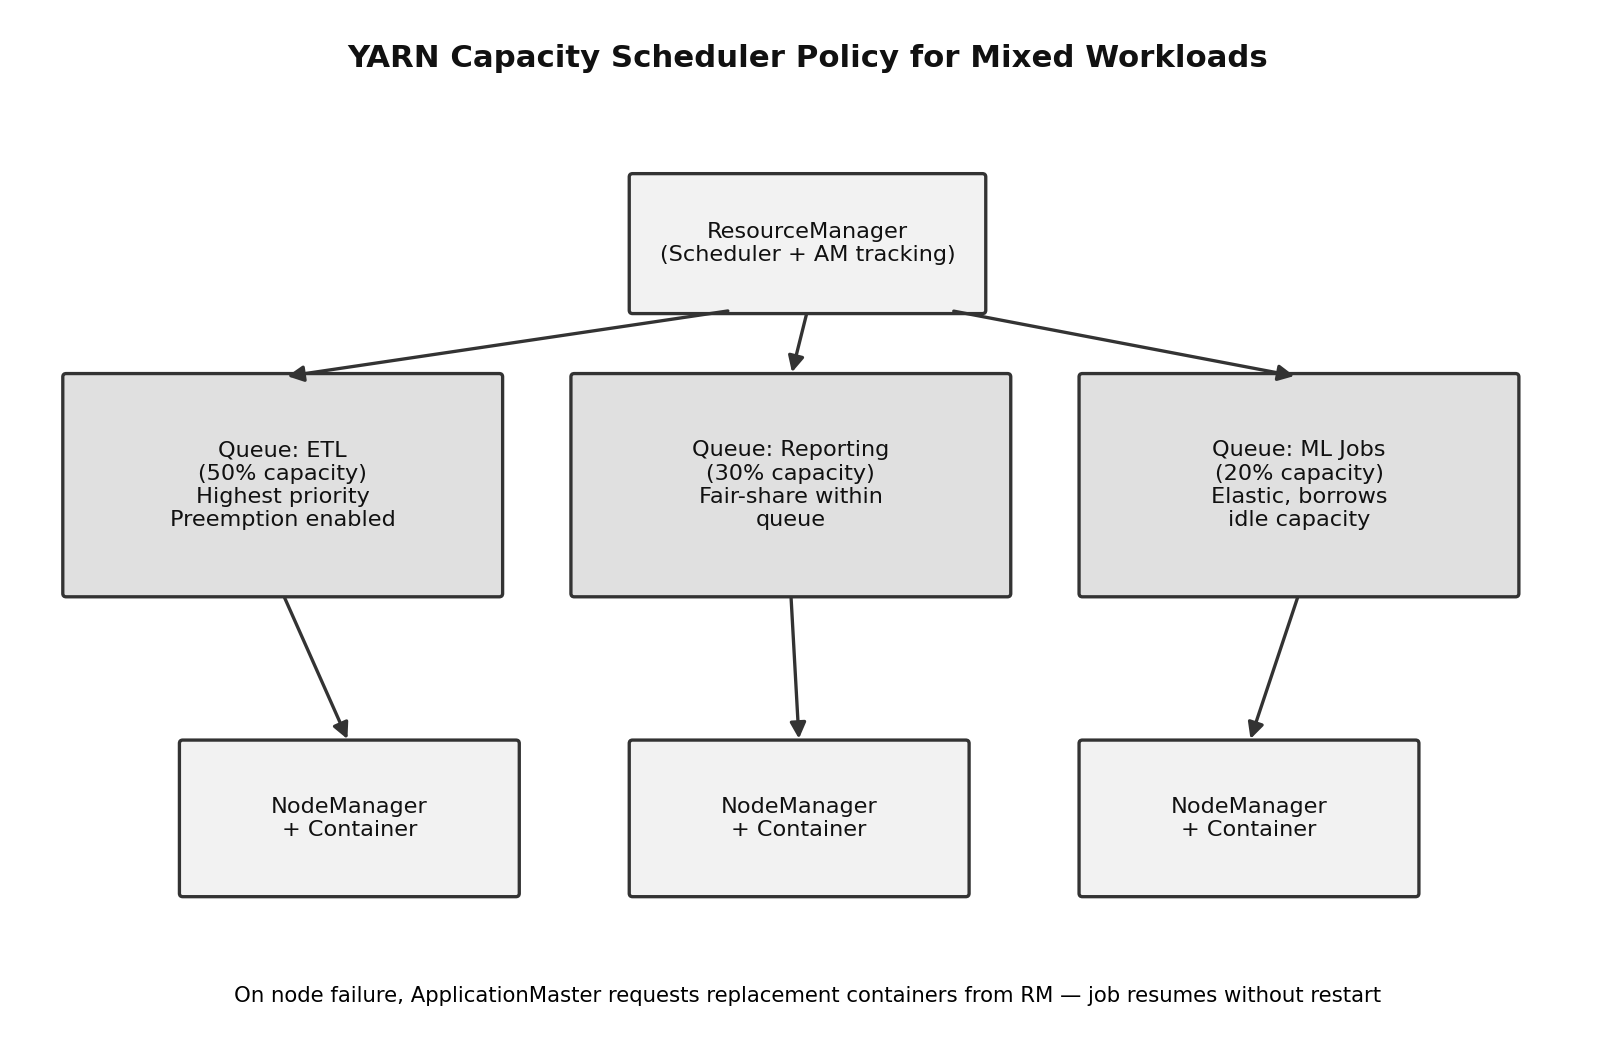 YARN Capacity Scheduler Policy for Mixed Workloads
ResourceManager
(Scheduler + AM tracking)
Queue: ETL
(50% capacity)
Highest priority
Preemption enabled
Queue: Reporting
(30% capacity)
Fair-share within
queue
Queue: ML Jobs
(20% capacity)
Elastic, borrows
idle capacity
NodeManager
+ Container
NodeManager
+ Container
NodeManager
+ Container
On node failure, ApplicationMaster requests replacement containers from RM — job resumes without restart